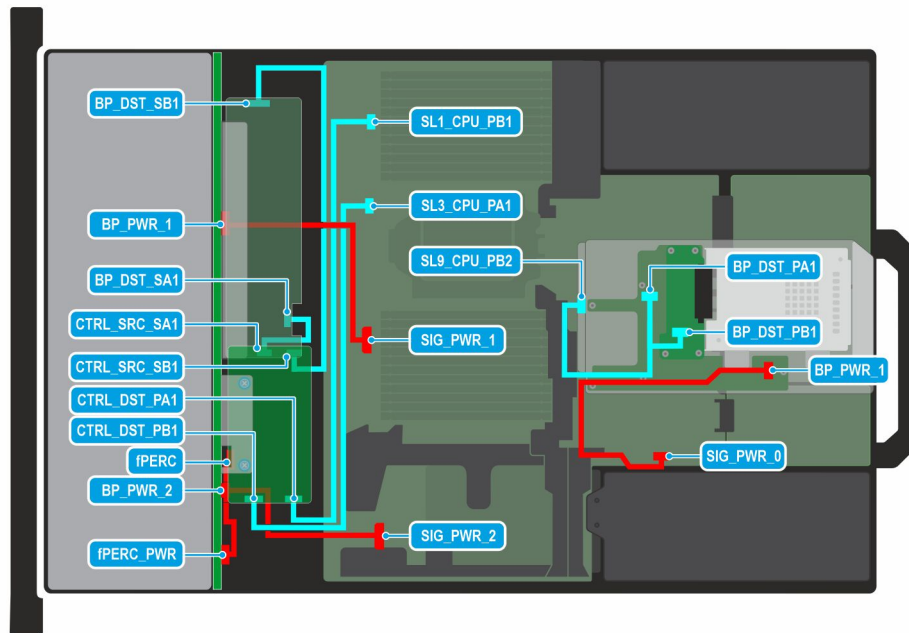 BP_DST_SB1
BP_PWR_1
BP_DST_SA1
CTRL_SRC_SA1
CTRL_SRC_SB1
CTRL_DST_PA1
CTRL_DST_PB1
fPERC
BP_PWR_2
fPERC_PWR
SL1_CPU_PB1
SL3_CPU_PA1
SL9_CPU_PB2
SIG_PWR_1
SIG_PWR_2
BP_DST_PA1
BP_DST_PB1
BP_PWR_1
SIG_PWR_0